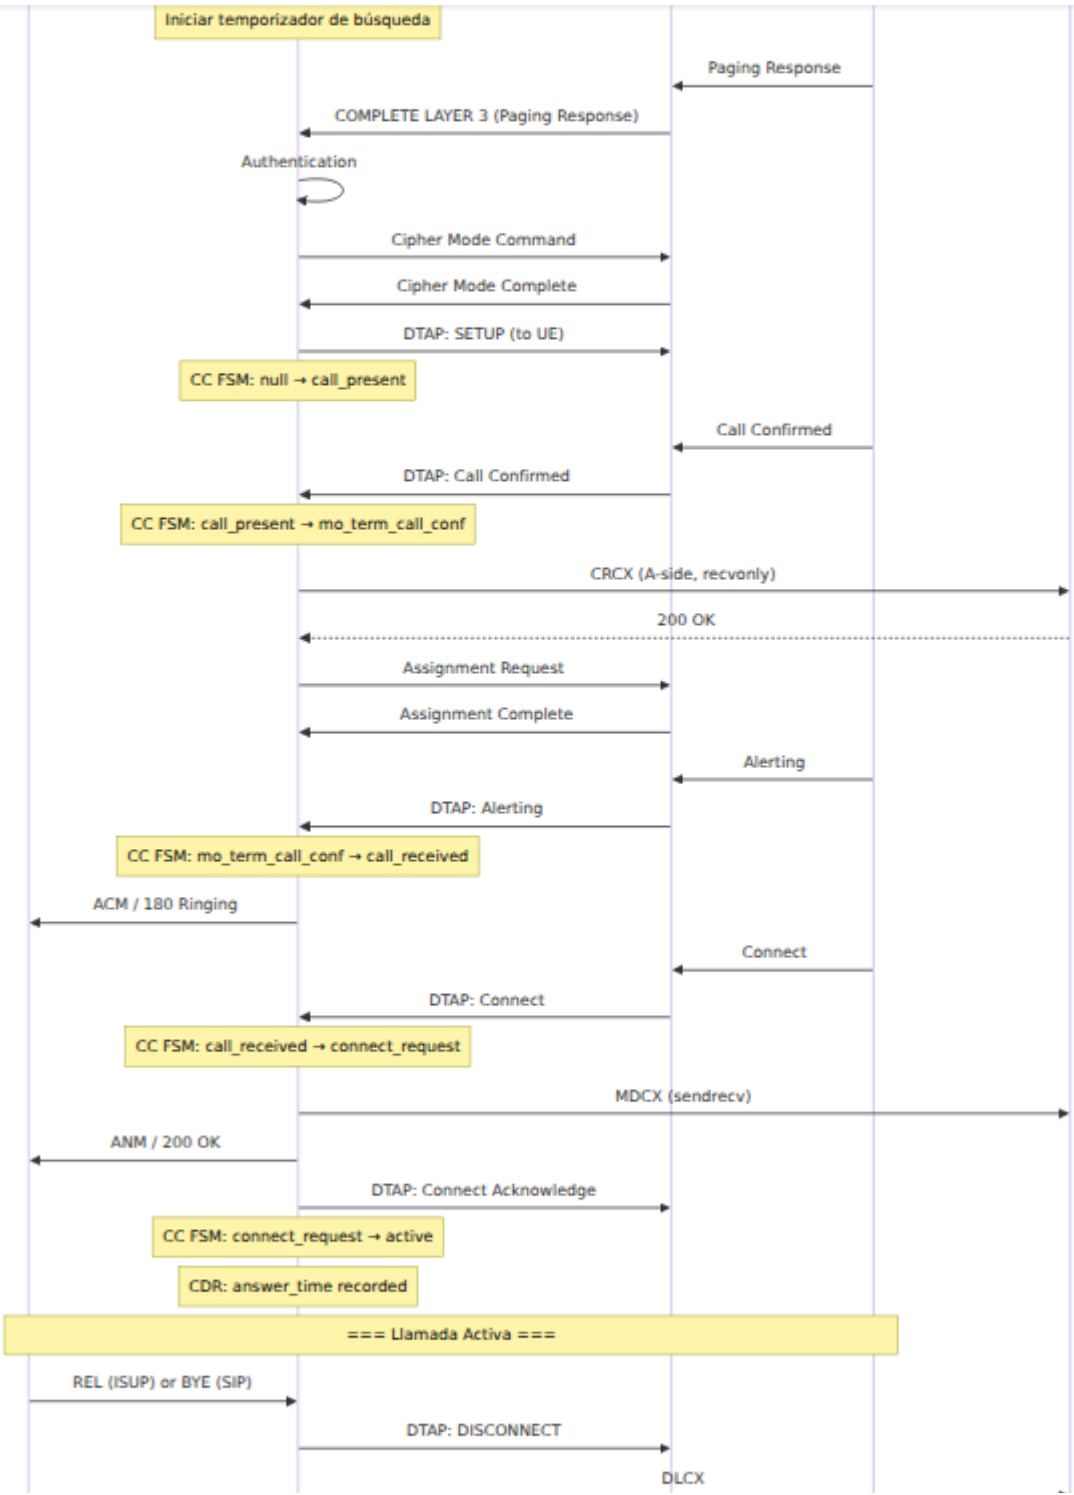 Iniciar temporizador de búsqueda
Paging Response
COMPLETE LAYER 3 (Paging Response)
Authentication
Cipher Mode Command
Cipher Mode Complete
DTAP: SETUP (to UE)
CC FSM: null → call_present
Call Confirmed
DTAP: Call Confirmed
CC FSM: call_present → mo_term_call_conf
CRCX (A-side, recvonly)
200 OK
Assignment Request
Assignment Complete
Alerting
DTAP: Alerting
CC FSM: mo_term_call_conf → call_received
ACM / 180 Ringing
Connect
DTAP: Connect
CC FSM: call_received → connect_request
MDCX (sendrecv)
ANM / 200 OK
DTAP: Connect Acknowledge
CC FSM: connect_request → active
CDR: answer_time recorded
=== Llamada Activa ===
REL (ISUP) or BYE (SIP)
DTAP: DISCONNECT
DLCX